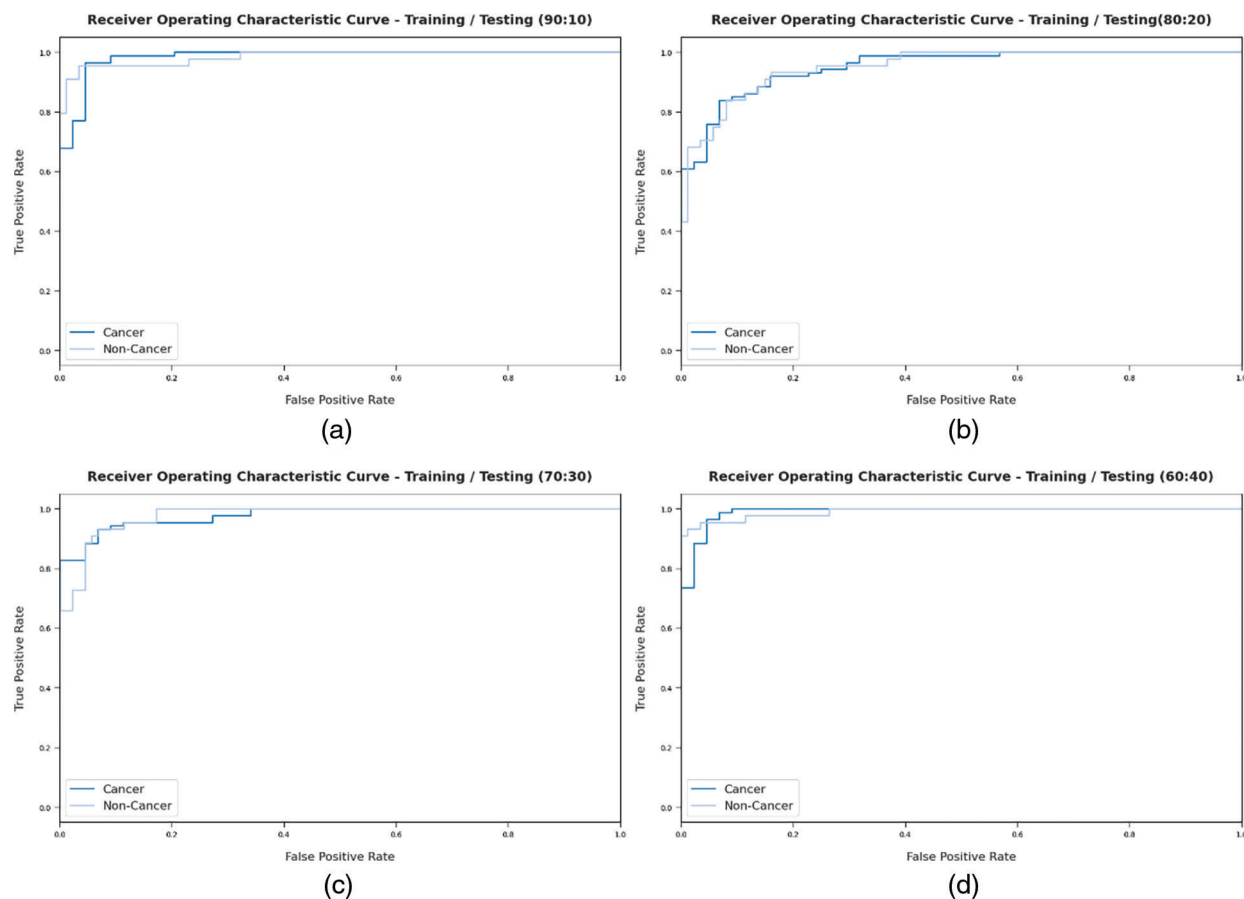 Receiver Operating Characteristic Curve - Training / Testing (90:10)
True Positive Rate
1.0
0.8
0.6
0.4
0.2
0.0
Cancer
Non-Cancer
0.0 0.2 0.4 0.6 0.8 1.0
False Positive Rate
(a)
Receiver Operating Characteristic Curve - Training / Testing(80:20)
True Positive Rate
1.0
0.8
0.6
0.4
0.2
0.0
Cancer
Non-Cancer
0.0 0.2 0.4 0.6 0.8 1.0
False Positive Rate
(b)
Receiver Operating Characteristic Curve - Training / Testing (70:30)
True Positive Rate
1.0
0.8
0.6
0.4
0.2
0.0
Cancer
Non-Cancer
0.0 0.2 0.4 0.6 0.8 1.0
False Positive Rate
(c)
Receiver Operating Characteristic Curve - Training / Testing (60:40)
True Positive Rate
1.0
0.8
0.6
0.4
0.2
0.0
Cancer
Non-Cancer
0.0 0.2 0.4 0.6 0.8 1.0
False Positive Rate
(d)